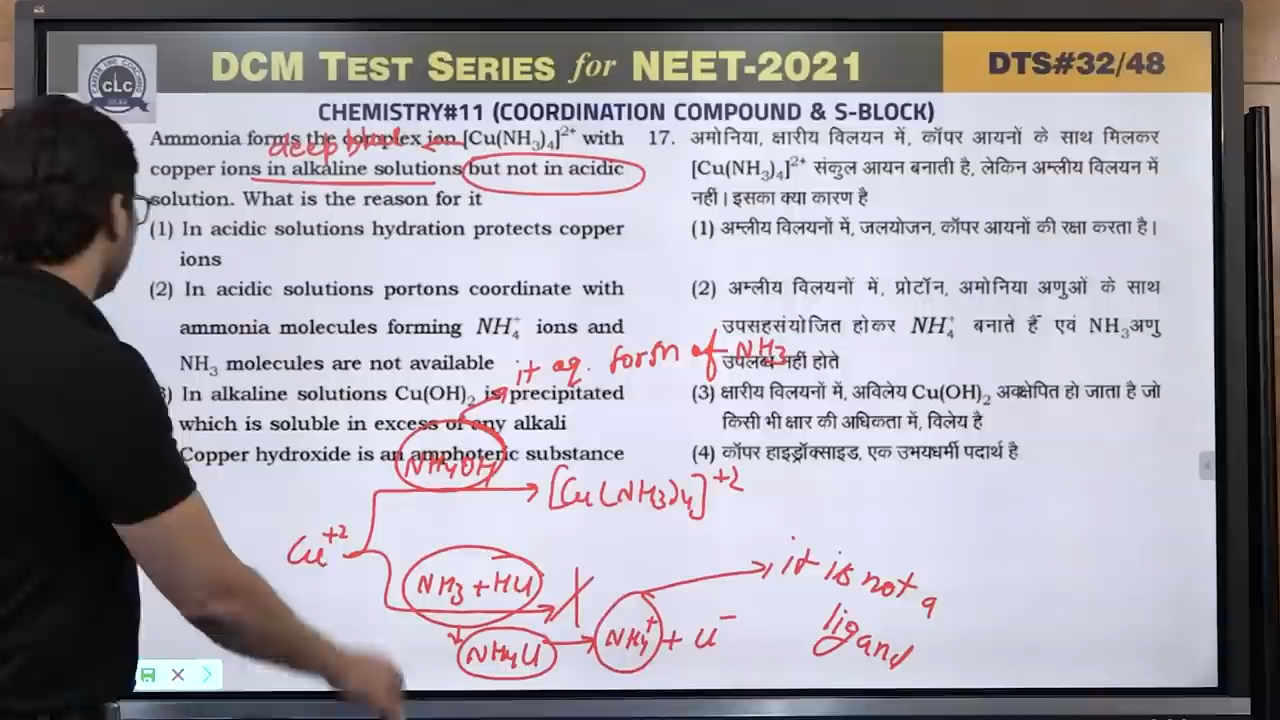 CLC
DCM TEST SERIES for NEET-2021
DTS#32/48
CHEMISTRY#11 (COORDINATION COMPOUND & S-BLOCK)
Ammonia forms the complex ion [Cu(NH₃)₄]²⁺ with
copper ions in alkaline solutions but not in acidic
solution. What is the reason for it
(1) In acidic solutions hydration protects copper
ions
(2) In acidic solutions portons coordinate with
ammonia molecules forming NH₄⁺ ions and
NH₃ molecules are not available
) In alkaline solutions Cu(OH)₂ is precipitated
which is soluble in excess of any alkali
Copper hydroxide is an amphoteric substance
17. अमोनिया, क्षारीय विलयन में, कॉपर आयनों के साथ मिलकर
[Cu(NH₃)₄]²⁺ संकुल आयन बनाती है, लेकिन अम्लीय विलयन में
नहीं। इसका क्या कारण है
(1) अम्लीय विलयनों में, जलयोजन, कॉपर आयनों की रक्षा करता है।
(2) अम्लीय विलयनों में, प्रोटॉन, अमोनिया अणुओं के साथ
उपसहसंयोजित होकर NH₄⁺ बनाते हैं एवं NH₃अणु
उपलब्ध नहीं होते
(3) क्षारीय विलयनों में, अविलेय Cu(OH)₂ अवक्षेपित हो जाता है जो
किसी भी क्षार की अधिकता में, विलेय है
(4) कॉपर हाइड्रॉक्साइड, एक उभयधर्मी पदार्थ है
deep blue
it aq. form of NH3
NH4OH
[Cu(NH3)4]+2
Cu+2
NH3 + HCl
NH4Cl
NH4+ + Cl-
it is not a
ligand